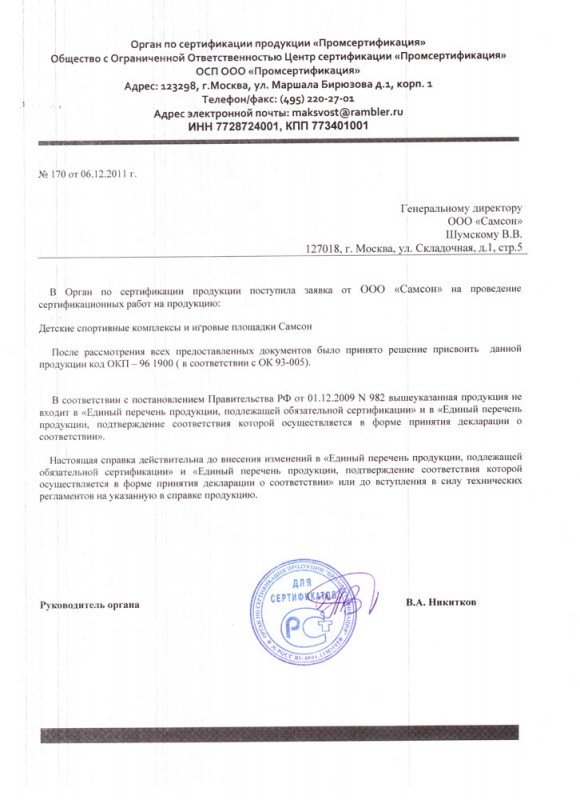 Орган по сертификации продукции «Промсертификация»
Общество с Ограниченной Ответственностью Центр сертификации «Промсертификация»
ОСП ООО «Промсертификация»
Адрес: 123298, г.Москва, ул. Маршала Бирюзова д.1, корп. 1
Телефон/факс: (495) 220-27-01
Адрес электронной почты: maksvost@rambler.ru
ИНН 7728724001, КПП 773401001
№ 170 от 06.12.2011 г.
Генеральному директору
ООО «Самсон»
Шумскому В.В.
127018, г. Москва, ул. Складочная, д.1, стр.5
В Орган по сертификации продукции поступила заявка от ООО «Самсон» на проведение
сертификационных работ на продукцию:
Детские спортивные комплексы и игровые площадки Самсон
После рассмотрения всех предоставленных документов было принято решение присвоить данной
продукции код ОКП – 96 1900 ( в соответствии с ОК 93-005).
В соответствии с постановлением Правительства РФ от 01.12.2009 N 982 вышеуказанная продукция не
входит в «Единый перечень продукции, подлежащей обязательной сертификации» и в «Единый перечень
продукции, подтверждение соответствия которой осуществляется в форме принятия декларации о
соответствии».
Настоящая справка действительна до внесения изменений в «Единый перечень продукции, подлежащей
обязательной сертификации» и «Единый перечень продукции, подтверждение соответствия которой
осуществляется в форме принятия декларации о соответствии» или до вступления в силу технических
регламентов на указанную в справке продукцию.
ДЛЯ
СЕРТИФИКАТОВ
Руководитель органа
В.А. Никитков